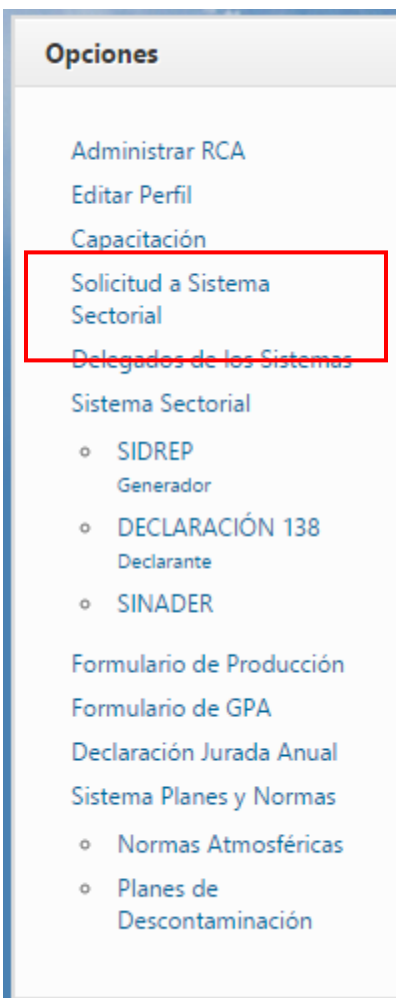 Opciones
Administrar RCA
Editar Perfil
Capacitación
Solicitud a Sistema
Sectorial
Delegados de los Sistemas
Sistema Sectorial
SIDREP
Generador
DECLARACIÓN 138
Declarante
SINADER
Formulario de Producción
Formulario de GPA
Declaración Jurada Anual
Sistema Planes y Normas
Normas Atmosféricas
Planes de
Descontaminación